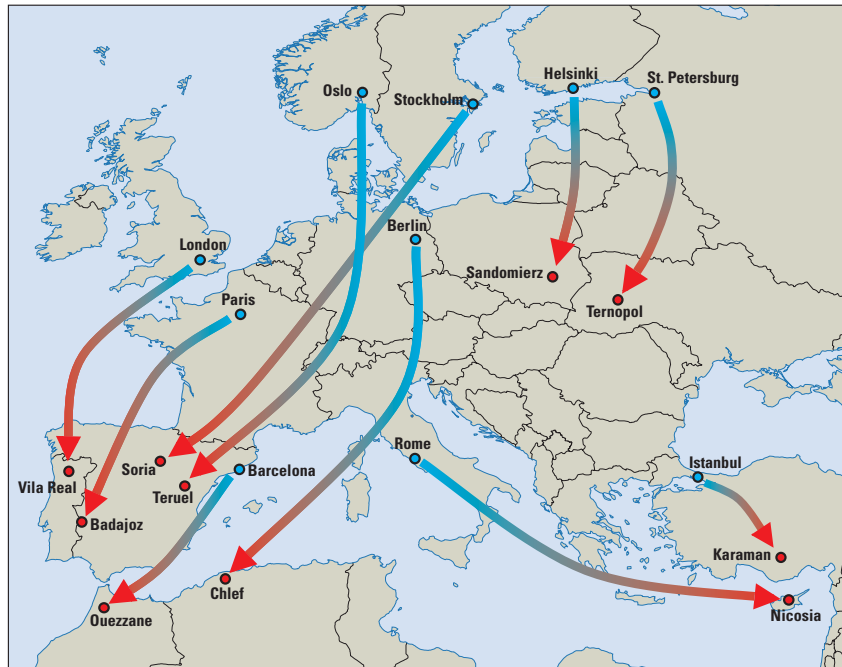 Oslo
Stockholm
Helsinki
St. Petersburg
London
Berlin
Paris
Sandomierz
Ternopol
Soria
Vila Real
Teruel
Barcelona
Rome
Istanbul
Badajoz
Karaman
Chlef
Ouezzane
Nicosia